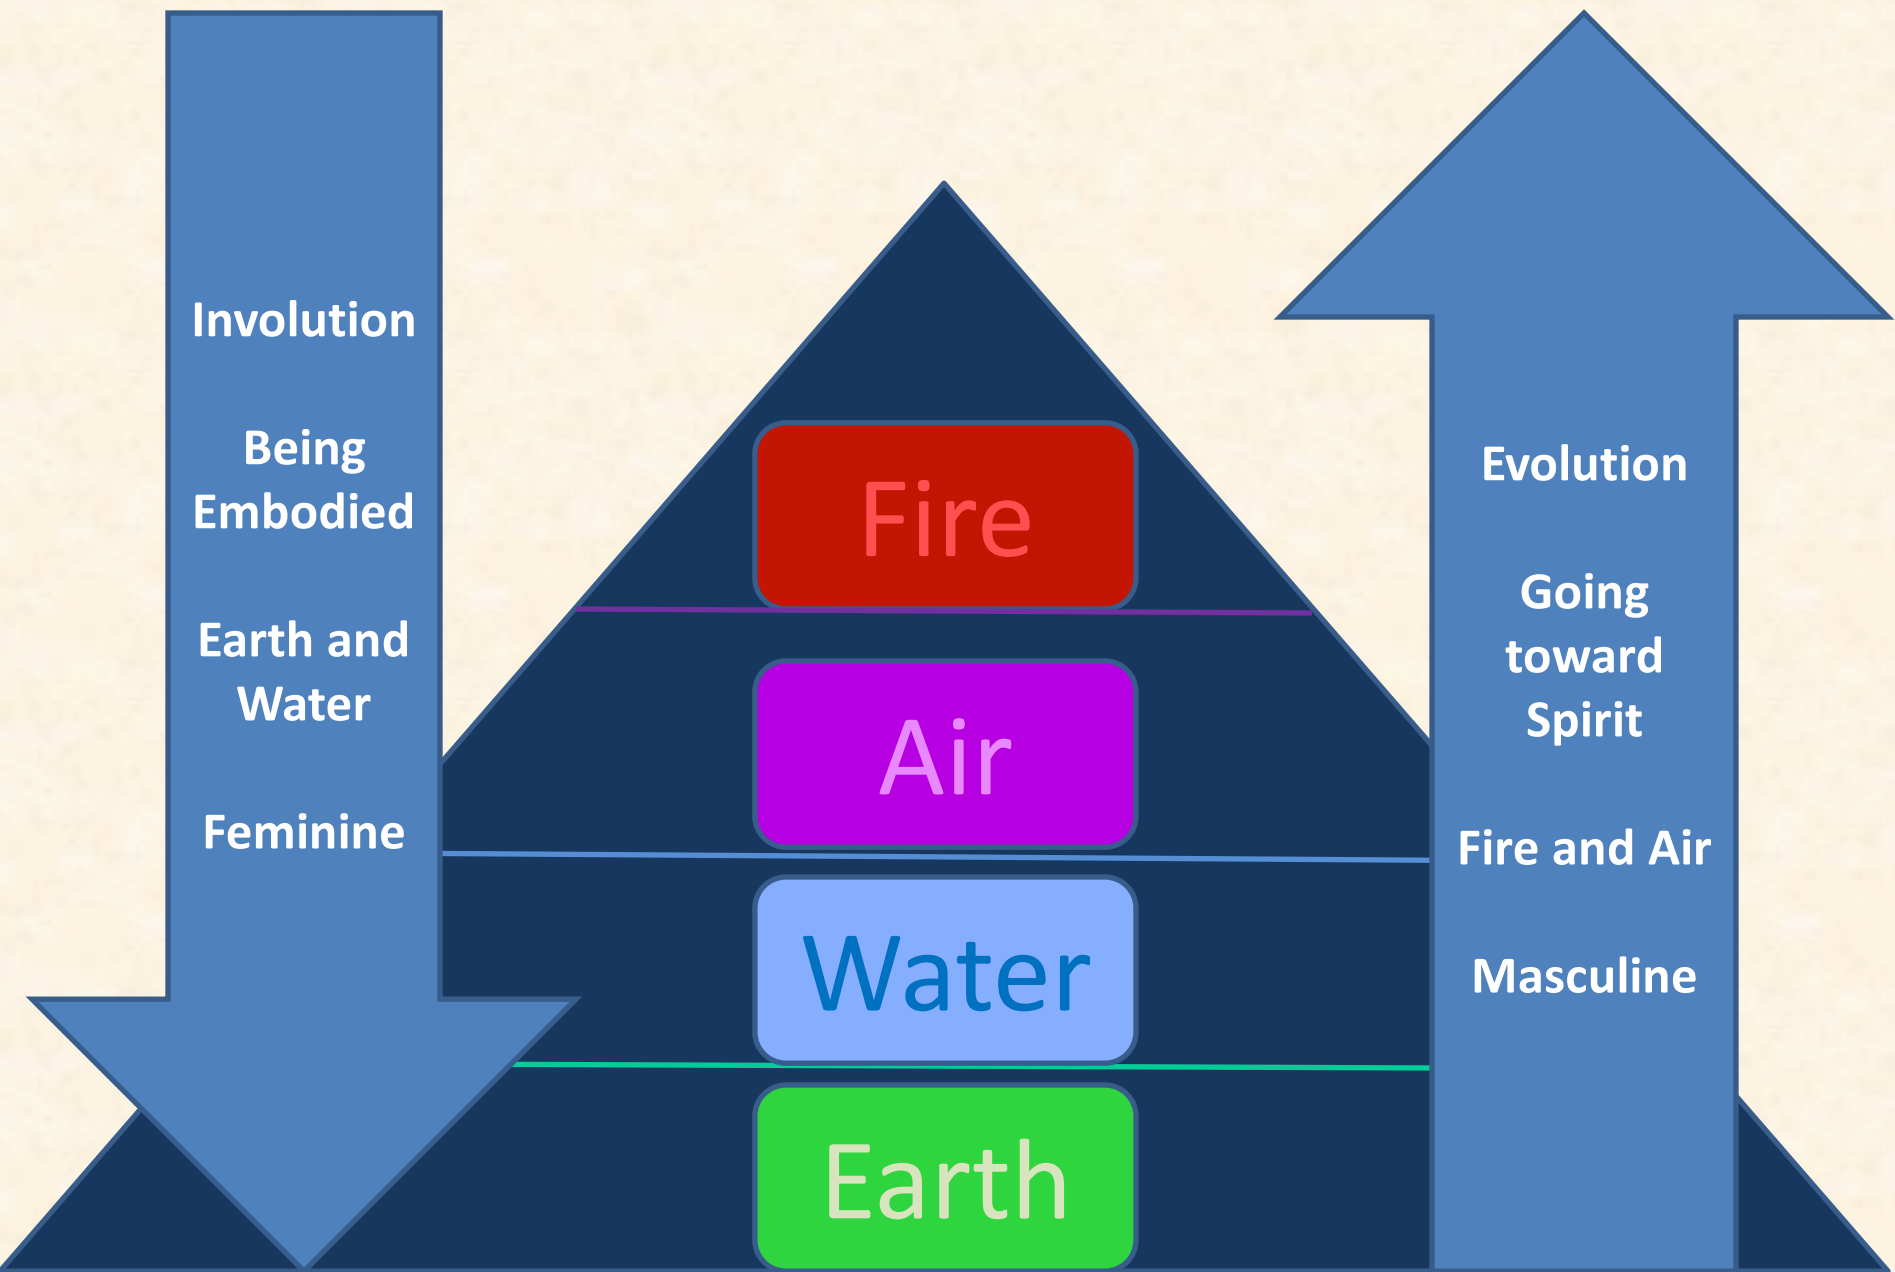 Involution
Being
Embodied
Earth and
Water
Feminine
Fire
Air
Water
Earth
Evolution
Going
toward
Spirit
Fire and Air
Masculine